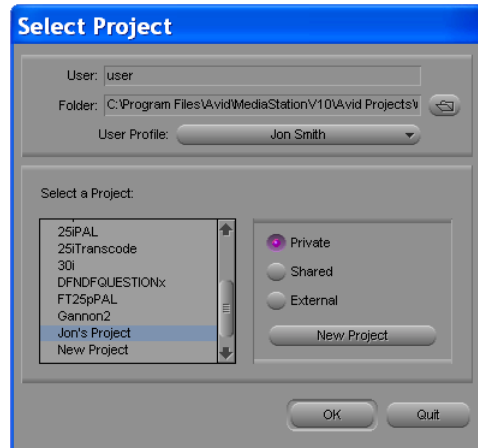 Select Project
User: user
Folder: C:\Program Files\Avid\MediaStationV10\Avid Projects\
User Profile: Jon Smith
Select a Project:
25iPAL
25iTranscode
30i
DFNDFQUESTIONx
FT25pPAL
Gannon2
Jon's Project
New Project
Private
Shared
External
New Project
OK
Quit